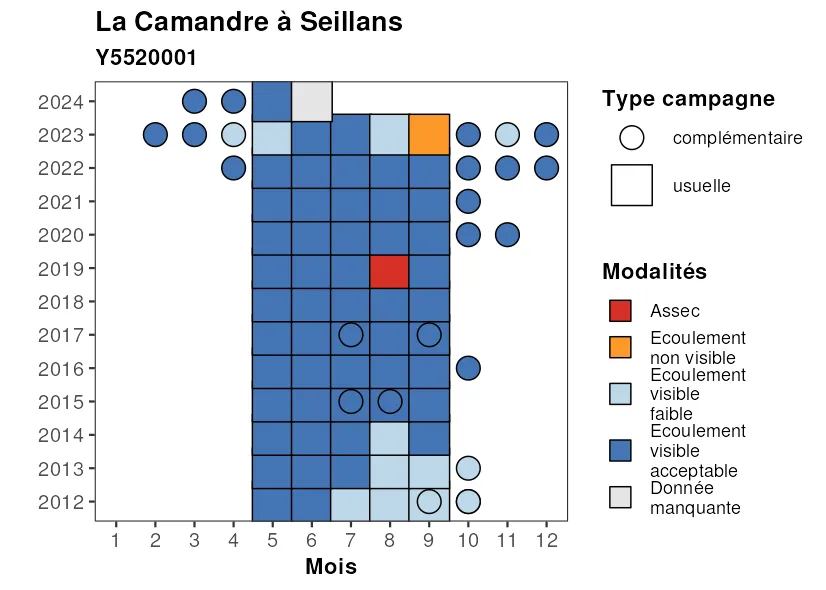 La Camandre à Seillans
Y5520001
2024
2023
2022
2021
2020
2019
2018
2017
2016
2015
2014
2013
2012
1 2 3 4 5 6 7 8 9 10 11 12
Mois
Type campagne
complémentaire
usuelle
Modalités
Assec
Ecoulement
non visible
Ecoulement
visible
faible
Ecoulement
visible
acceptable
Donnée
manquante